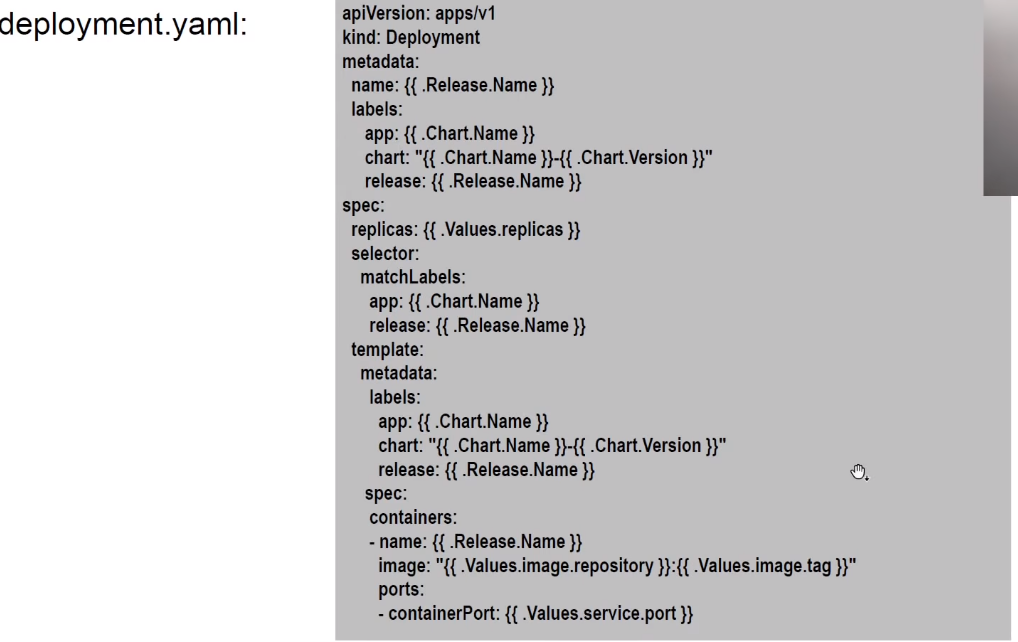 deployment.yaml:
apiVersion: apps/v1
kind: Deployment
metadata:
  name: {{ .Release.Name }}
  labels:
    app: {{ .Chart.Name }}
    chart: "{{ .Chart.Name }}-{{ .Chart.Version }}"
    release: {{ .Release.Name }}
spec:
  replicas: {{ .Values.replicas }}
  selector:
    matchLabels:
      app: {{ .Chart.Name }}
      release: {{ .Release.Name }}
  template:
    metadata:
      labels:
        app: {{ .Chart.Name }}
        chart: "{{ .Chart.Name }}-{{ .Chart.Version }}"
        release: {{ .Release.Name }}
     spec:
      containers:
      - name: {{ .Release.Name }}
        image: "{{ .Values.image.repository }}:{{ .Values.image.tag }}"
        ports:
        - containerPort: {{ .Values.service.port }}